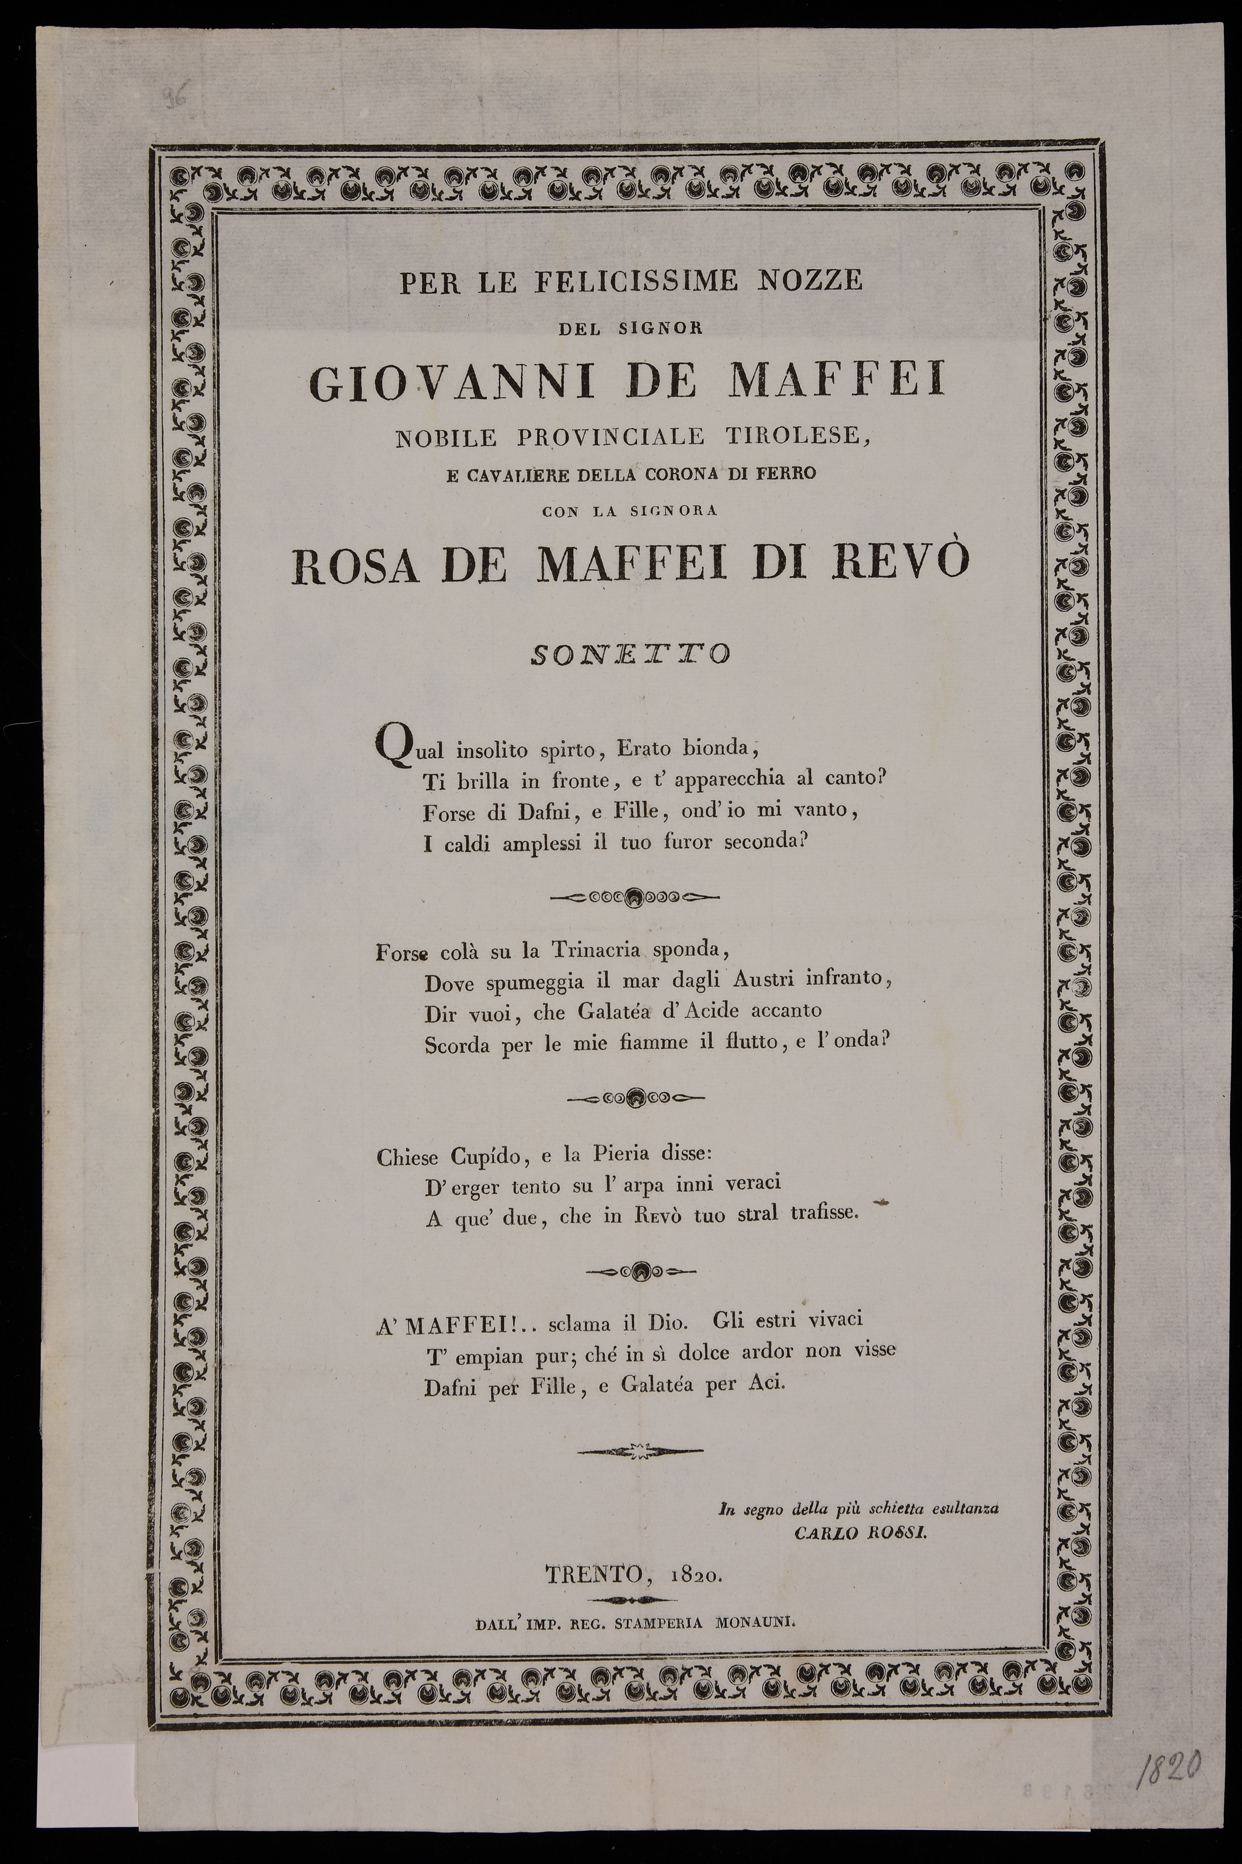 96
PER LE FELICISSIME NOZZE
DEL SIGNOR
GIOVANNI DE MAFFEI
NOBILE PROVINCIALE TIROLESE,
E CAVALIERE DELLA CORONA DI FERRO
CON LA SIGNORA
ROSA DE MAFFEI DI REVÒ
SONETTO
Qual insolito spirto, Erato bionda,
Ti brilla in fronte, e t' apparecchia al canto?
Forse di Dafni, e Fille, ond' io mi vanto,
I caldi amplessi il tuo furor seconda?
Forse colà su la Trinacria sponda,
Dove spumeggia il mar dagli Austri infranto,
Dir vuoi, che Galatéa d' Acide accanto
Scorda per le mie fiamme il flutto, e l' onda?
Chiese Cupído, e la Pieria disse:
D' erger tento su l' arpa inni veraci
A que' due, che in REVÒ tuo stral trafisse.
A' MAFFEI!.. sclama il Dio. Gli estri vivaci
T' empian pur; ché in sì dolce ardor non visse
Dafni per Fille, e Galatéa per Aci.
In segno della più schietta esultanza
CARLO ROSSI.
TRENTO, 1820.
DALL' IMP. REG. STAMPERIA MONAUNI.
1820